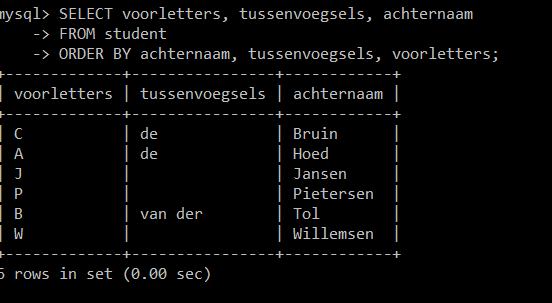 mysql> SELECT voorletters, tussenvoegsels, achternaam
    -> FROM student
    -> ORDER BY achternaam, tussenvoegsels, voorletters;
+-------------+----------------+------------+
| voorletters | tussenvoegsels | achternaam |
+-------------+----------------+------------+
| C           | de             | Bruin      |
| A           | de             | Hoed       |
| J           |                | Jansen     |
| P           |                | Pietersen  |
| B           | van der        | Tol        |
| W           |                | Willemsen  |
+-------------+----------------+------------+
6 rows in set (0.00 sec)